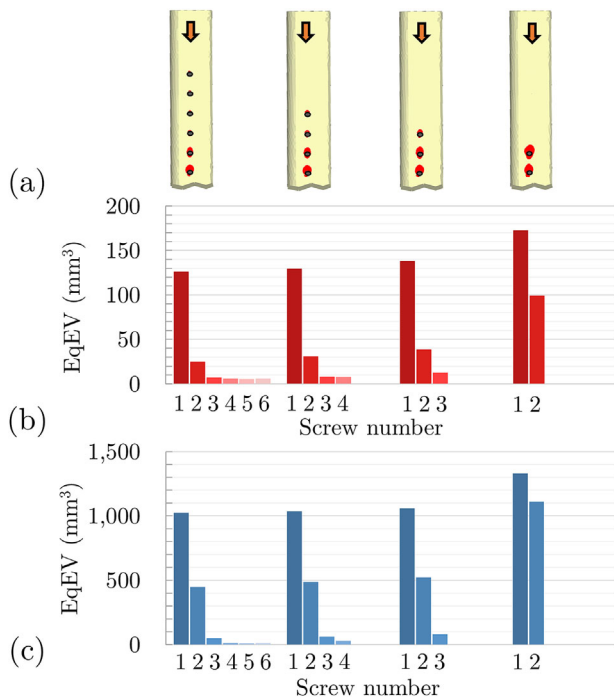 (a)
200
150
100
50
0
EqEV (mm³)
1 2 3 4 5 6 1 2 3 4 1 2 3 1 2
Screw number
(b)
1,500
1,000
500
0
EqEV (mm³)
1 2 3 4 5 6 1 2 3 4 1 2 3 1 2
Screw number
(c)